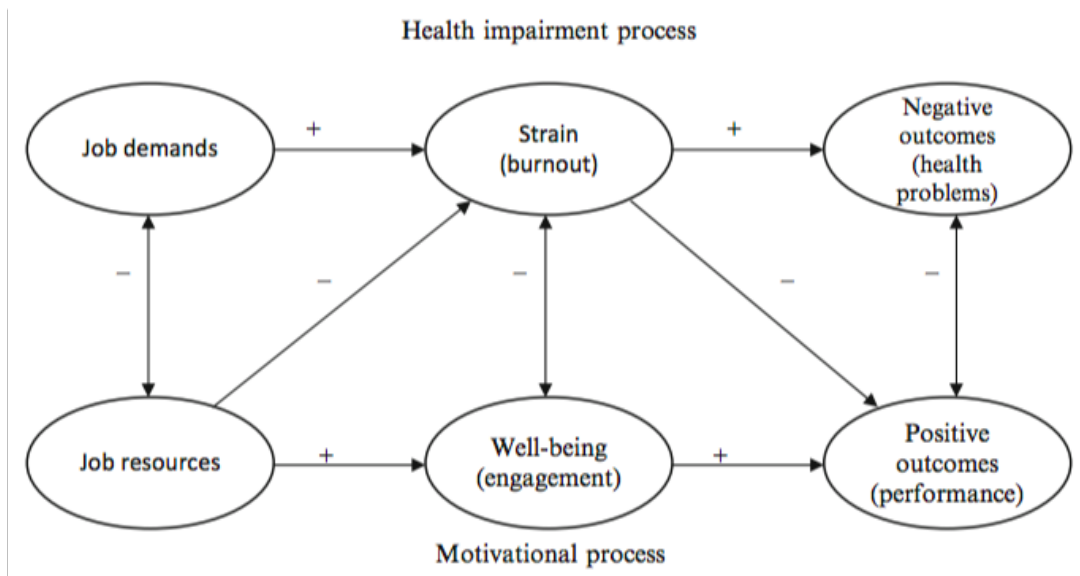 Health impairment process
+
+
Job demands
Strain
(burnout)
Negative
outcomes
(health
problems)
–
–
–
–
–
Job resources
+
Well-being
(engagement)
+
Positive
outcomes
(performance)
Motivational process